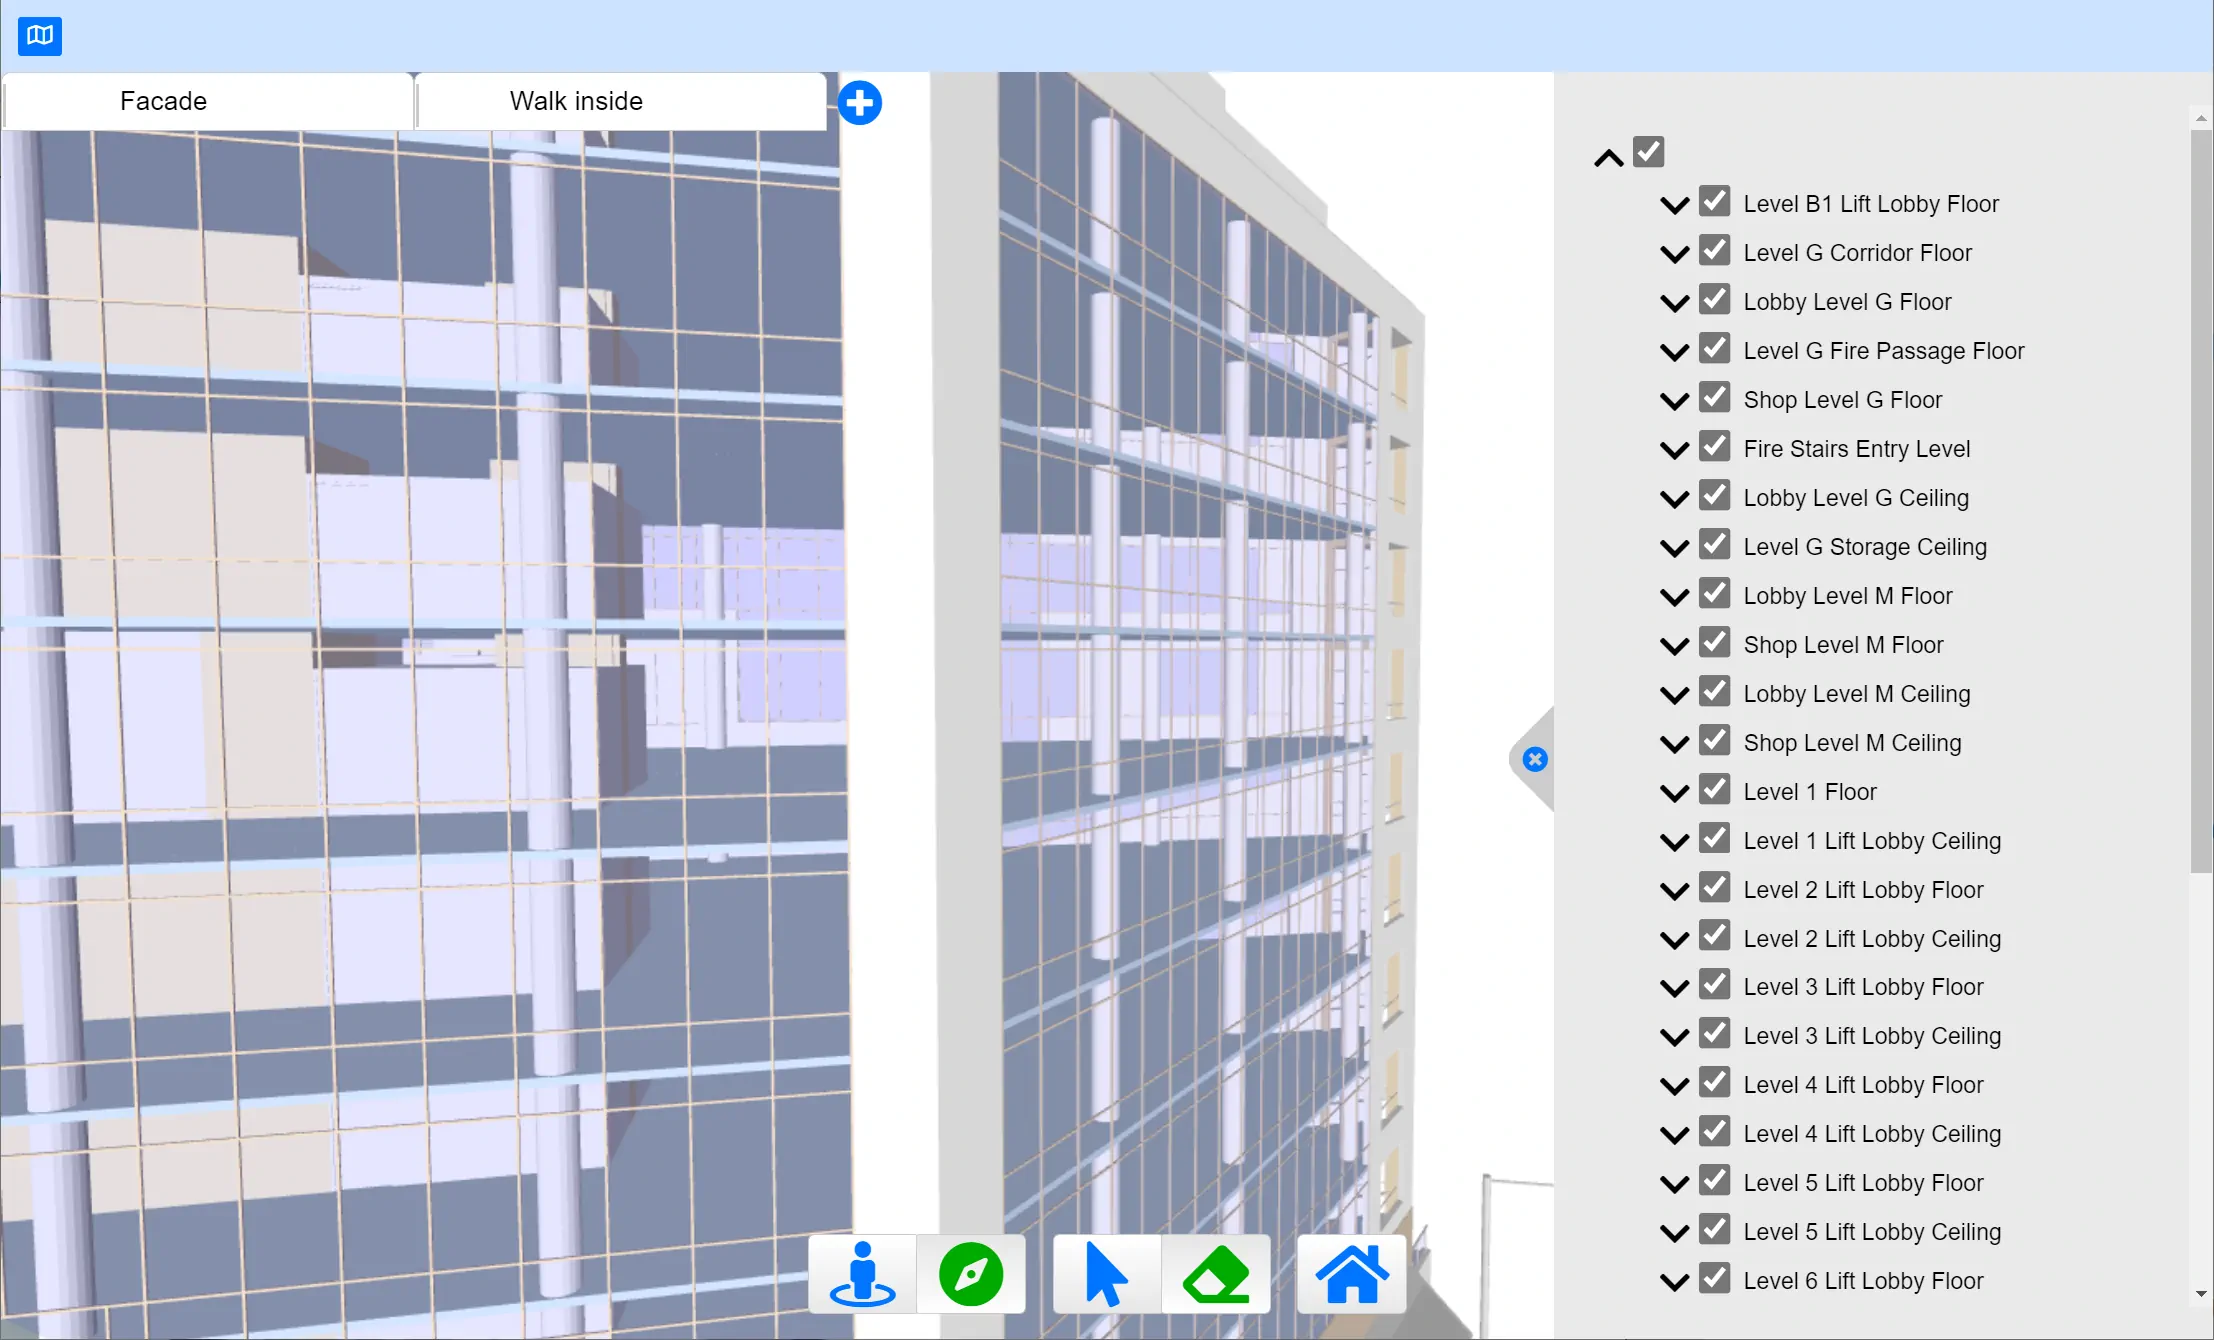 Facade
Walk inside
Level B1 Lift Lobby Floor
Level G Corridor Floor
Lobby Level G Floor
Level G Fire Passage Floor
Shop Level G Floor
Fire Stairs Entry Level
Lobby Level G Ceiling
Level G Storage Ceiling
Lobby Level M Floor
Shop Level M Floor
Lobby Level M Ceiling
Shop Level M Ceiling
Level 1 Floor
Level 1 Lift Lobby Ceiling
Level 2 Lift Lobby Floor
Level 2 Lift Lobby Ceiling
Level 3 Lift Lobby Floor
Level 3 Lift Lobby Ceiling
Level 4 Lift Lobby Floor
Level 4 Lift Lobby Ceiling
Level 5 Lift Lobby Floor
Level 5 Lift Lobby Ceiling
Level 6 Lift Lobby Floor